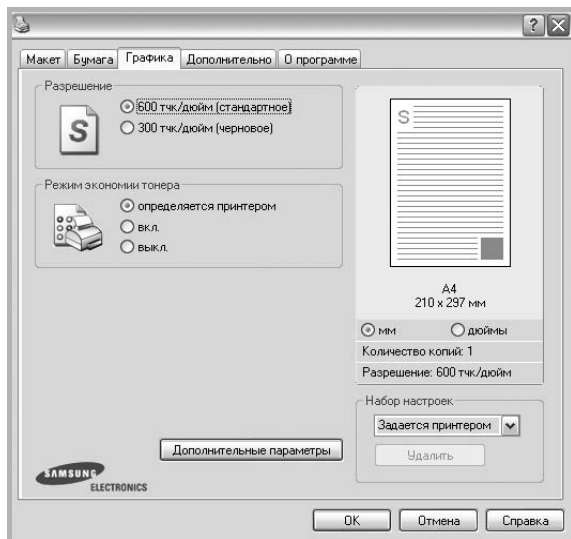 Макет Бумага Графика Дополнительно О программе
Разрешение
S
600 тчк/дюйм (стандартное)
300 тчк/дюйм (черновое)
Режим экономии тонера
определяется принтером
вкл.
выкл.
S
A4
210 x 297 мм
мм дюймы
Количество копий: 1
Разрешение: 600 тчк/дюйм
Набор настроек
Задается принтером
Удалить
Дополнительные параметры
SAMSUNG
ELECTRONICS
OK Отмена Справка